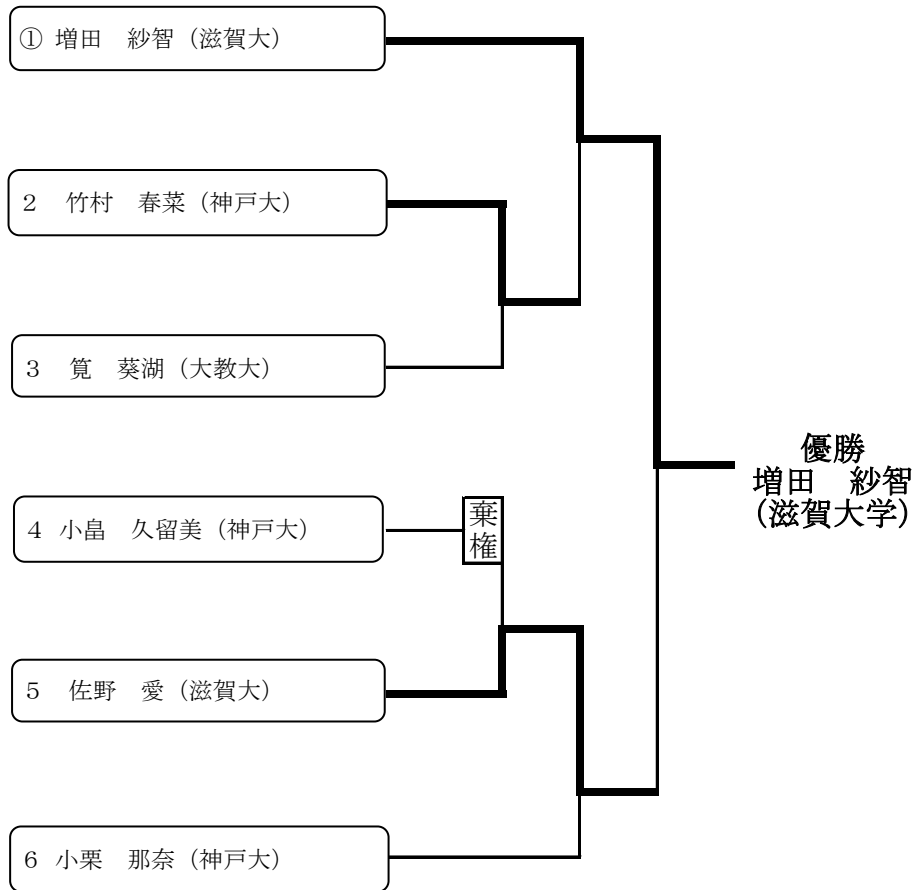 ① 増田　紗智（滋賀大）
２　竹村　春菜（神戸大）
３　筧　葵湖（大教大）
４ 小畠　久留美（神戸大）
棄権
５　佐野　愛（滋賀大）
６ 小栗　那奈（神戸大）
優勝
増田　紗智
(滋賀大学)